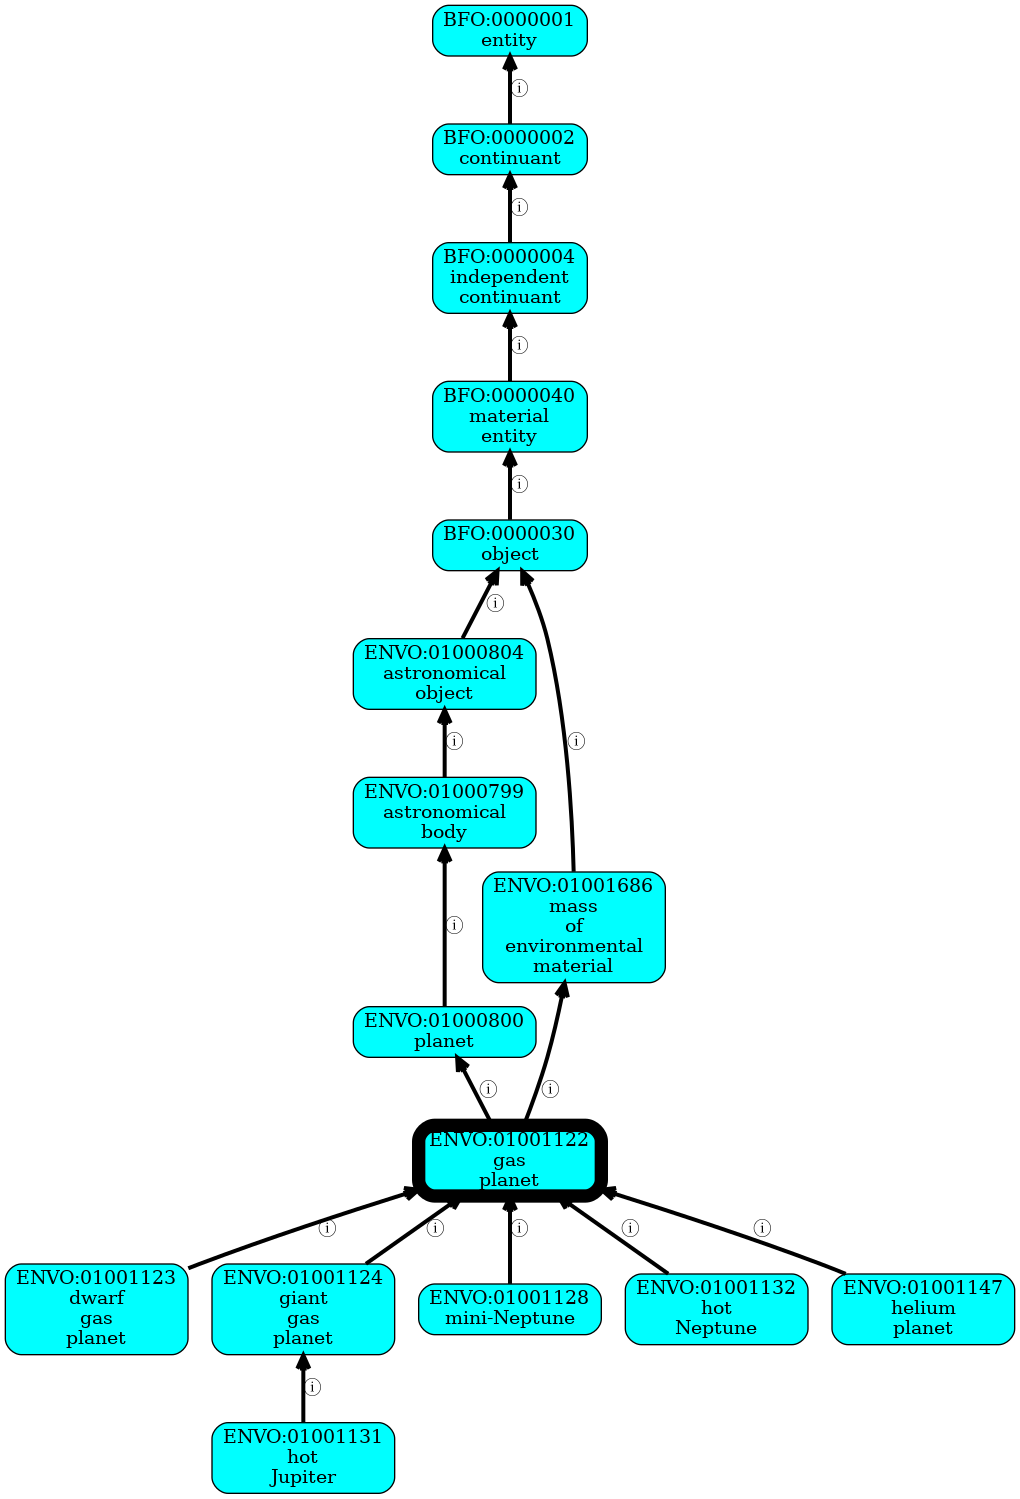 BFO:0000001
entity
ⓘ
BFO:0000002
continuant
ⓘ
BFO:0000004
independent
continuant
ⓘ
BFO:0000040
material
entity
ⓘ
BFO:0000030
object
ⓘ
ENVO:01000804
astronomical
object
ⓘ
ⓘ
ENVO:01000799
astronomical
body
ENVO:01001686
mass
of
environmental
material
ⓘ
ENVO:01000800
planet
ⓘ
ⓘ
ENVO:01001122
gas
planet
ⓘ
ⓘ
ⓘ
ⓘ
ⓘ
ENVO:01001123
dwarf
gas
planet
ENVO:01001124
giant
gas
planet
ENVO:01001128
mini-Neptune
ENVO:01001132
hot
Neptune
ENVO:01001147
helium
planet
ⓘ
ENVO:01001131
hot
Jupiter